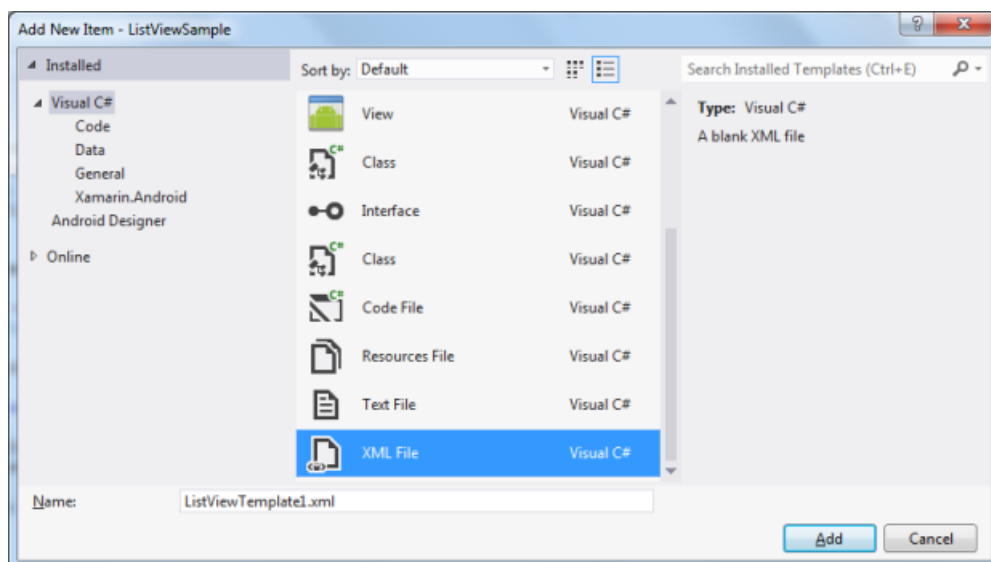 Add New Item - ListViewSample
Installed
Sort by: Default
Search Installed Templates (Ctrl+E)
Visual C#
Code
Data
General
Xamarin.Android
Android Designer
Online
View Visual C#
C# Class Visual C#
Interface Visual C#
C# Class Visual C#
C# Code File Visual C#
Resources File Visual C#
Text File Visual C#
XML File Visual C#
Type: Visual C#
A blank XML file
Name: ListViewTemplate1.xml
Add Cancel